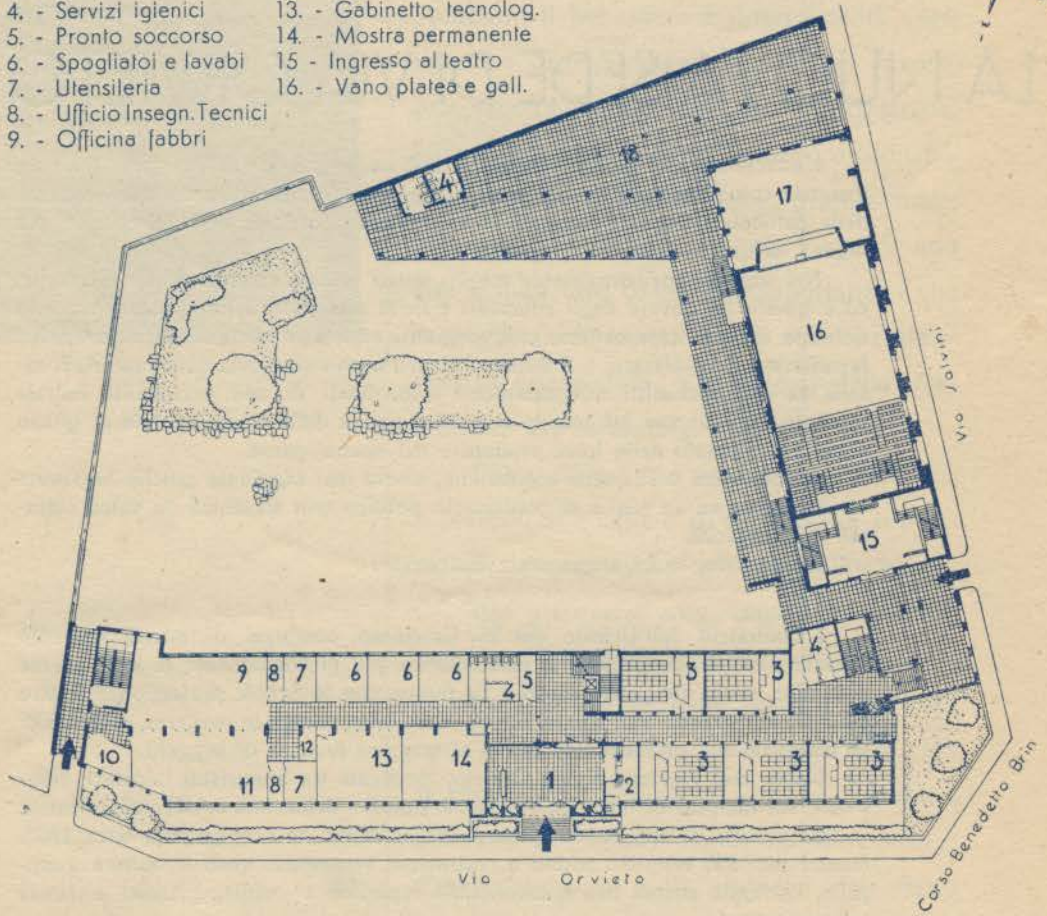 4. - Servizi igienici
5. - Pronto soccorso
6. - Spogliatoi e lavabi
7. - Utensileria
8. - Ufficio Insegn. Tecnici
9. - Officina fabbri
13. - Gabinetto tecnolog.
14. - Mostra permanente
15 - Ingresso al teatro
16. - Vano platea e gall.
18
4
17
16
Via Solvini
15
4
9 8 7 6 6 6 4 5 3 3
12
10 11 8 7 13 14 1 2 3 3 3
Via Orvieto
Corso Benedetto Brin